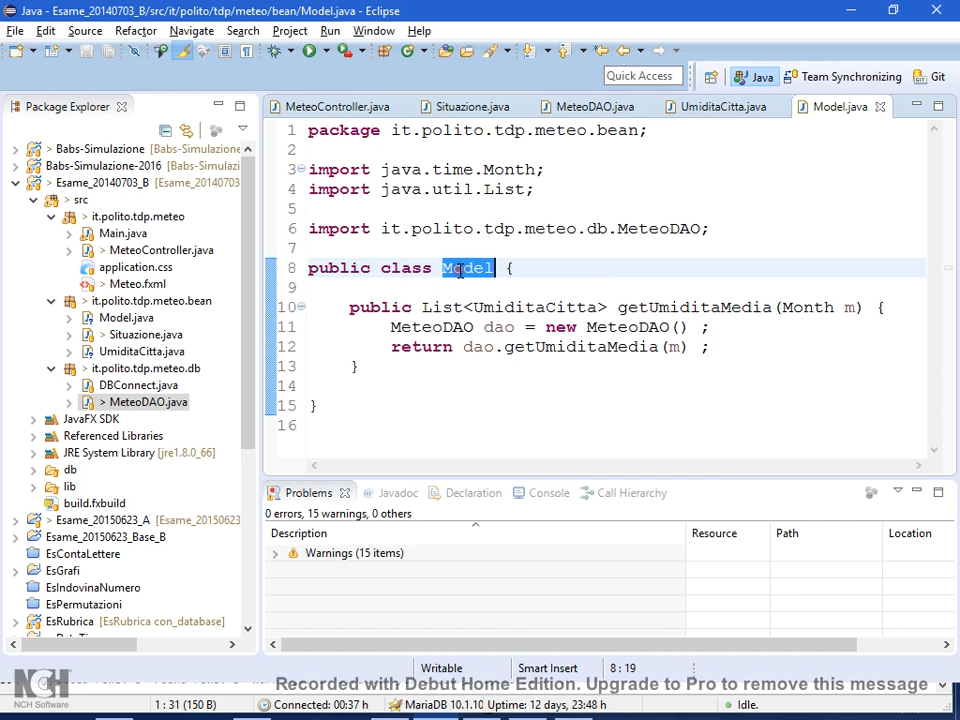 Java - Esame_20140703_B/src/it/polito/tdp/meteo/bean/Model.java - Eclipse
File Edit Source Refactor Navigate Search Project Run Window Help
Quick Access Java Team Synchronizing Git
Package Explorer
> Babs-Simulazione [Babs-Simulazione
Babs-Simulazione-2016 [Babs-Simulazi
> Esame_20140703_B [Esame_20140703
> src
> it.polito.tdp.meteo
Main.java
> MeteoController.java
application.css
> Meteo.fxml
> it.polito.tdp.meteo.bean
Model.java
> Situazione.java
UmiditaCitta.java
> it.polito.tdp.meteo.db
DBConnect.java
> MeteoDAO.java
JavaFX SDK
Referenced Libraries
JRE System Library [jre1.8.0_66]
db
lib
build.fxbuild
> Esame_20150623_A [Esame_20150623
Esame_20150623_Base_B
EsContaLettere
EsGrafi
EsIndovinaNumero
EsPermutazioni
EsRubrica [EsRubrica con_database]
MeteoController.java Situazione.java MeteoDAO.java UmiditaCitta.java Model.java
1 package it.polito.tdp.meteo.bean;
2
3 import java.time.Month;
4 import java.util.List;
5
6 import it.polito.tdp.meteo.db.MeteoDAO;
7
8 public class Model {
9
10 public List<UmiditaCitta> getUmiditaMedia(Month m) {
11 MeteoDAO dao = new MeteoDAO() ;
12 return dao.getUmiditaMedia(m) ;
13 }
14
15 }
16
Problems Javadoc Declaration Console Call Hierarchy
0 errors, 15 warnings, 0 others
Description Resource Path Location
Warnings (15 items)
Writable Smart Insert 8 : 19
NCH
NCH Software
Recorded with Debut Home Edition. Upgrade to Pro to remove this message
1 : 31 (150 B) Connected: 00:37 h MariaDB 10.1.10 Uptime: 12 days, 23:48 h Idle.